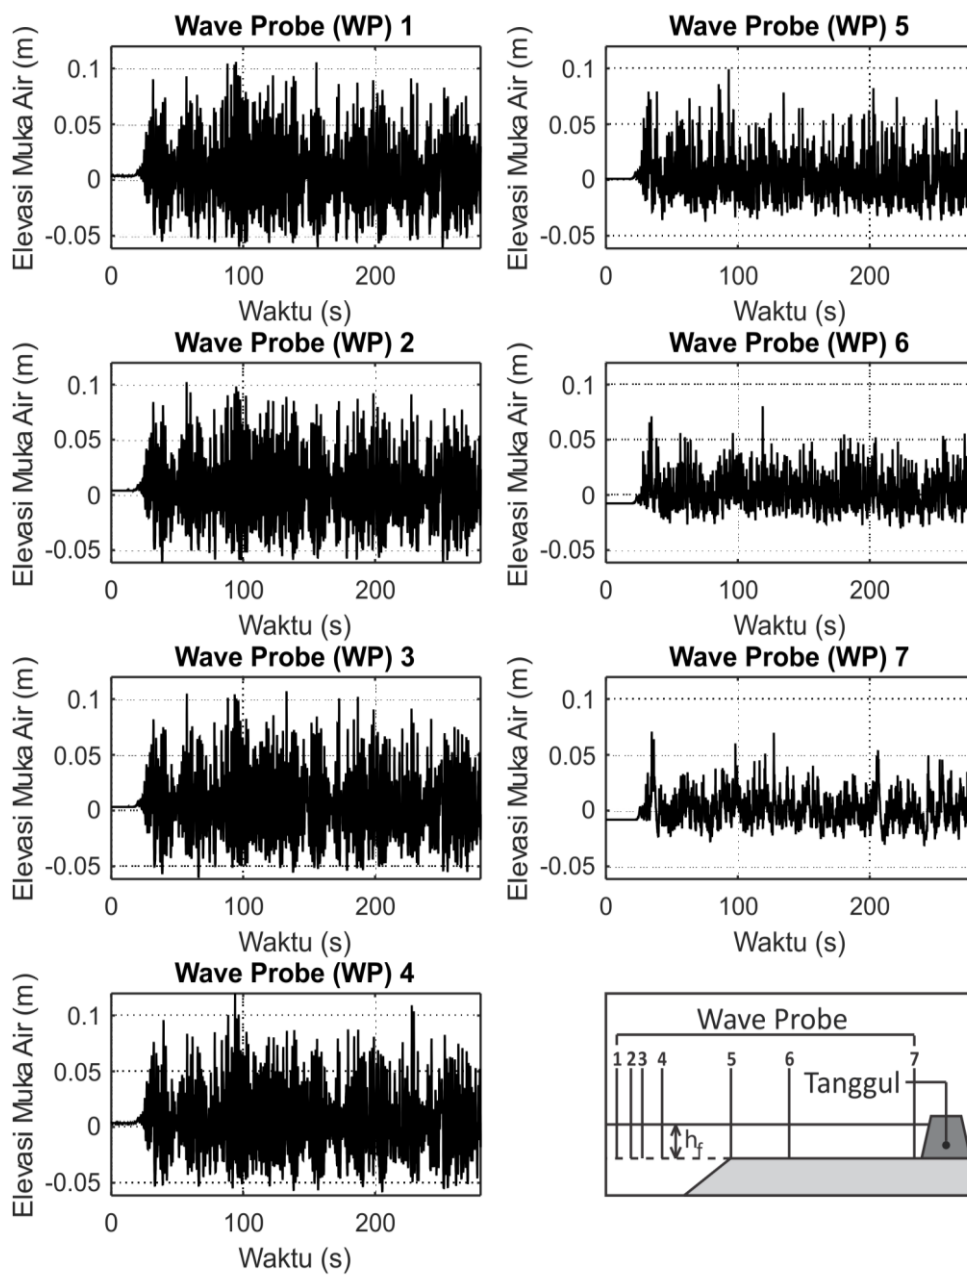 Wave Probe (WP) 1
Elevasi Muka Air (m)
0.1
0.05
0
-0.05
0
100
200
Waktu (s)
Wave Probe (WP) 2
Elevasi Muka Air (m)
0.1
0.05
0
-0.05
0
100
200
Waktu (s)
Wave Probe (WP) 3
Elevasi Muka Air (m)
0.1
0.05
0
-0.05
0
100
200
Waktu (s)
Wave Probe (WP) 4
Elevasi Muka Air (m)
0.1
0.05
0
-0.05
0
100
200
Waktu (s)
Wave Probe (WP) 5
Elevasi Muka Air (m)
0.1
0.05
0
-0.05
0
100
200
Waktu (s)
Wave Probe (WP) 6
Elevasi Muka Air (m)
0.1
0.05
0
-0.05
0
100
200
Waktu (s)
Wave Probe (WP) 7
Elevasi Muka Air (m)
0.1
0.05
0
-0.05
0
100
200
Waktu (s)
Wave Probe
1 2 3 4 5 6 7
Tanggul
hf